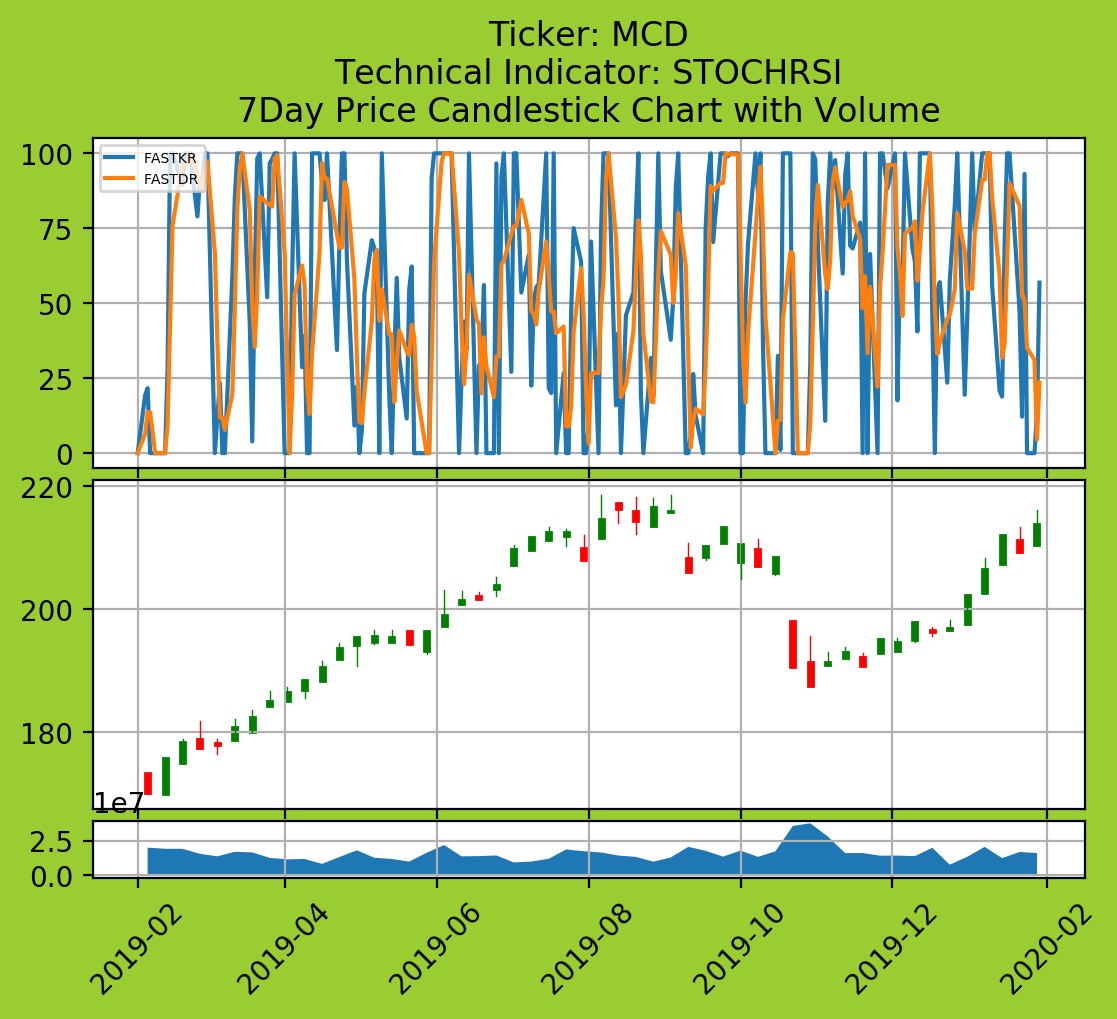 Ticker: MCD
Technical Indicator: STOCHRSI
7Day Price Candlestick Chart with Volume
FASTKR
FASTDR
100
75
50
25
0
220
200
180
1e7
2.5
0.0
2019-02
2019-04
2019-06
2019-08
2019-10
2019-12
2020-02